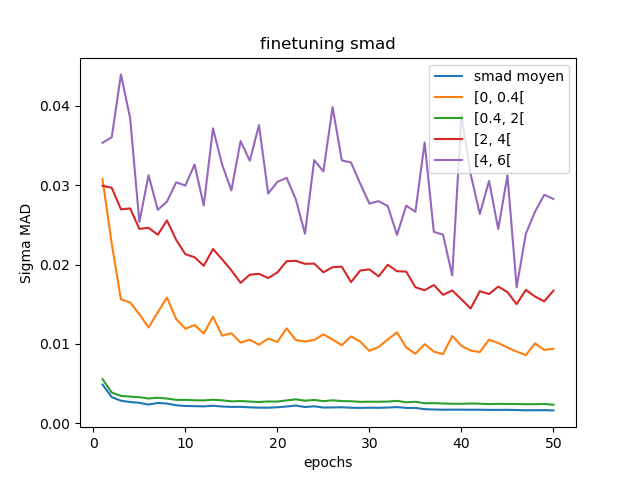 finetuning smad
smad moyen
[0, 0.4[
[0.4, 2[
[2, 4[
[4, 6[
Sigma MAD
0.04
0.03
0.02
0.01
0.00
0 10 20 30 40 50
epochs